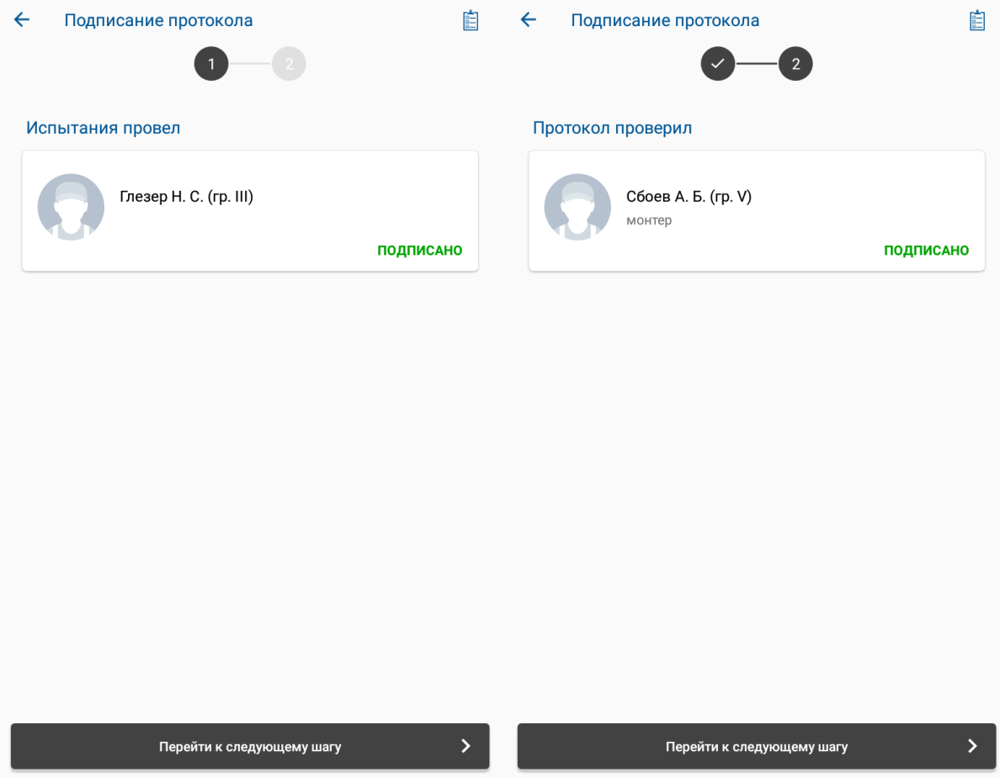 Подписание протокола
1
2
Испытания провел
Глезер Н. С. (гр. III)
ПОДПИСАНО
Перейти к следующему шагу
Подписание протокола
2
Протокол проверил
Сбоев А. Б. (гр. V)
монтер
ПОДПИСАНО
Перейти к следующему шагу